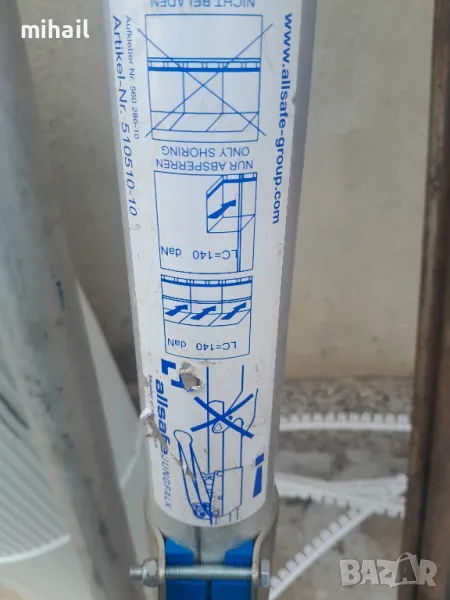 mihail
NICHT BELADEN
www.allsafe-group.com
Aufkleber Nr. 560 286-10
Artikel-Nr. 510510-10
NUR ABSPERREN
ONLY SHORING
LC=140 daN
LC=140 daN
allsafe
JUNGFALK
BAZAR